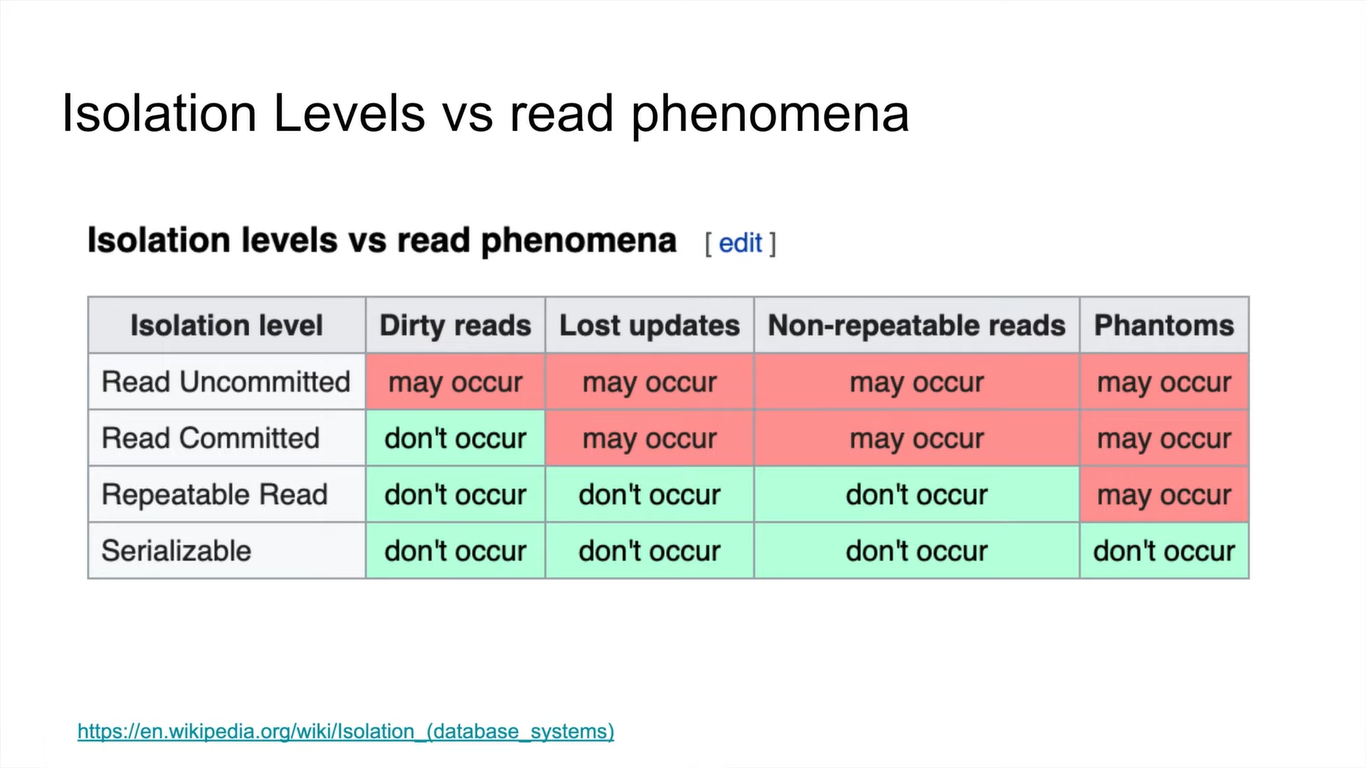 Isolation Levels vs read phenomena
Isolation levels vs read phenomena [ edit ]
Isolation level Dirty reads Lost updates Non-repeatable reads Phantoms
Read Uncommitted may occur may occur may occur may occur
Read Committed don't occur may occur may occur may occur
Repeatable Read don't occur don't occur don't occur may occur
Serializable don't occur don't occur don't occur don't occur
https://en.wikipedia.org/wiki/Isolation_(database_systems)